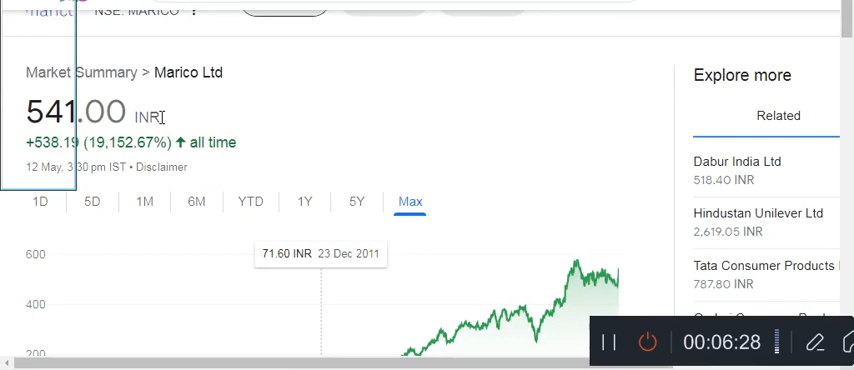 NSE: MARICO
Market Summary > Marico Ltd
541.00 INR
+538.19 (19,152.67%) ↑ all time
12 May, 3:30 pm IST • Disclaimer
1D 5D 1M 6M YTD 1Y 5Y Max
71.60 INR 23 Dec 2011
600
400
200
Explore more
Related
Dabur India Ltd
518.40 INR
Hindustan Unilever Ltd
2,619.05 INR
Tata Consumer Products
787.80 INR
00:06:28